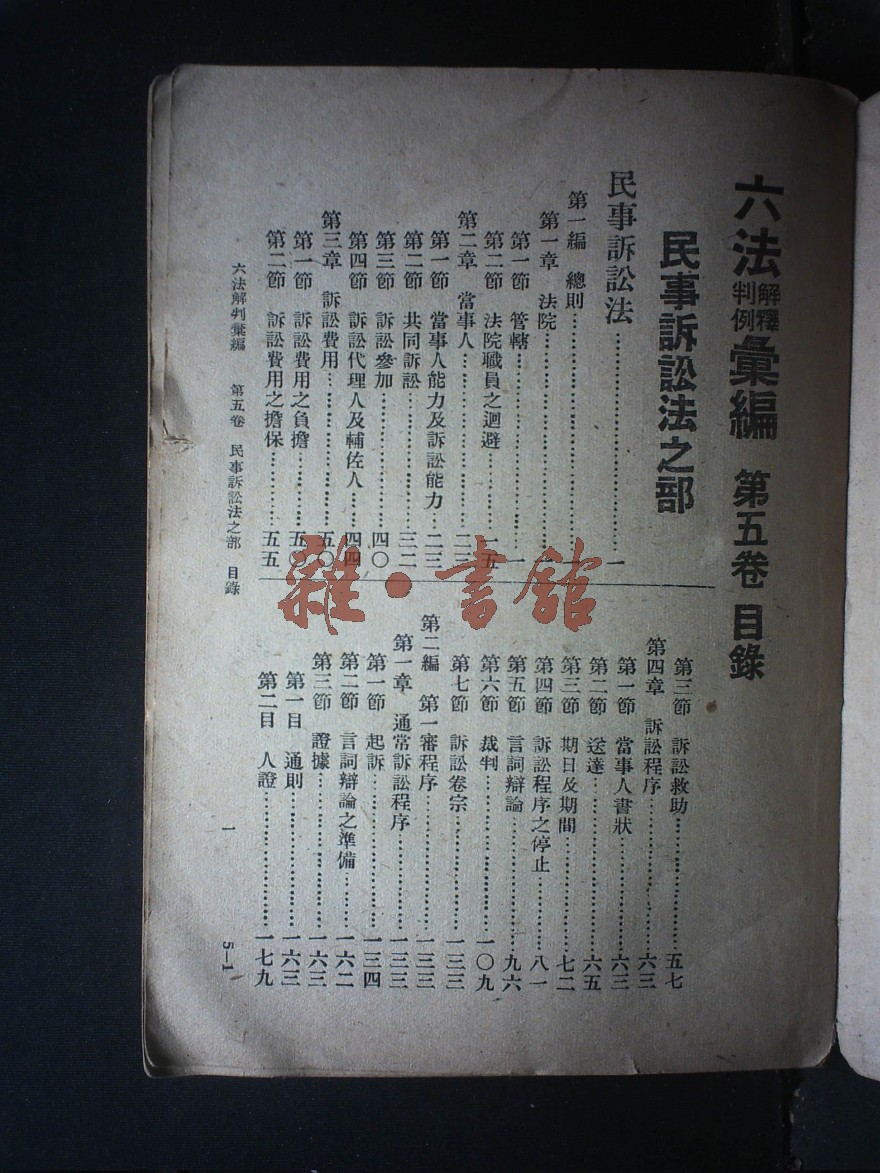 六法解釋判例彙編 第五卷 目錄
民事訴訟法之部
民事訴訟法……一
第一編 總則……一
第一章 法院……一
第一節 管轄……一
第二節 法院職員之迴避……一五
第二章 當事人……二三
第一節 當事人能力及訴訟能力……二三
第二節 共同訴訟……三二
第三節 訴訟參加……四〇
第四節 訴訟代理人及輔佐人……四四
第三章 訴訟費用……五〇
第一節 訴訟費用之負擔……五〇
第二節 訴訟費用之擔保……五五
第三節 訴訟救助……五七
第四章 訴訟程序……六三
第一節 當事人書狀……六三
第二節 送達……六五
第三節 期日及期間……七二
第四節 訴訟程序之停止……八一
第五節 言詞辯論……九六
第六節 裁判……一〇九
第七節 訴訟卷宗……一三三
第二編 第一審程序……一三三
第一章 通常訴訟程序……一三三
第一節 起訴……一三四
第二節 言詞辯論之準備……一六二
第三節 證據……一六三
第一目 通則……一六三
第二目 人證……一七九
六法解判彙編 第五卷 民事訴訟法之部 目錄
一
5—1
雜·書館